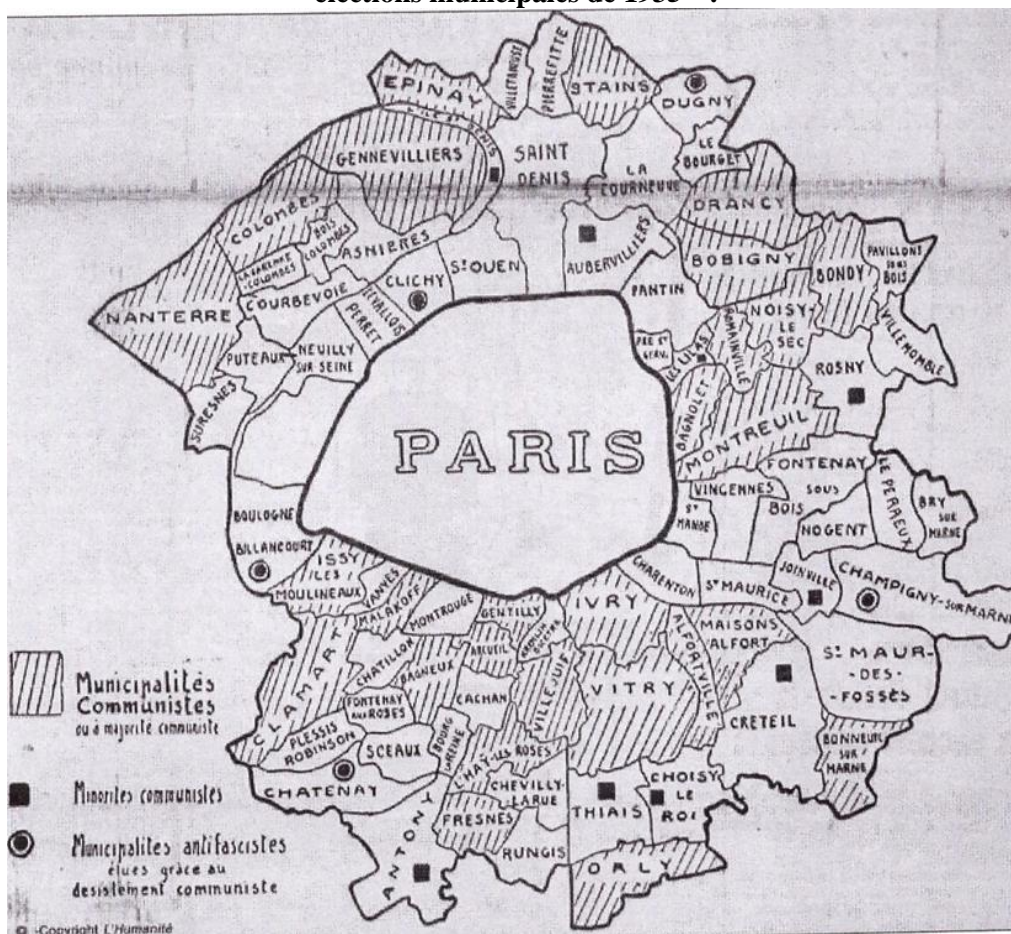 élections municipales de 1935
EPINAY
VILLETANEUSE
PIERREFITTE
STAINS
DUGNY
ILE ST DENIS
GENNEVILLIERS
SAINT
DENIS
LA
COURNEUVE
LE
BOURGET
DRANCY
COLOMBES
BOIS
COLOMBES
LA GARENNE
-COLOMBES
ASNIERES
COURBEVOIE
CLICHY
ST OUEN
AUBERVILLIERS
BOBIGNY
BONDY
PAVILLONS
SOUS
BOIS
NANTERRE
LEVALLOIS
PERRET
PANTIN
NOISY-
LE
SEC
VILLEMOMBLE
PUTEAUX
NEUILLY
SUR-SEINE
PRE ST
GERV.
LES LILAS
ROMAINVILLE
ROSNY
SURESNES
BAGNOLET
MONTREUIL
PARIS
FONTENAY
SOUS
BOIS
VINCENNES
ST
MANDE
NOGENT
LE PERREUX
BRY
SUR
MARNE
BOULOGNE
BILLANCOURT
ISSY
LES
MOULINEAUX
VANVES
MALAKOFF
MONTROUGE
GENTILLY
KREMLIN
BICETRE
IVRY
CHARENTON
ST MAURICE
JOINVILLE
CHAMPIGNY-SUR MARNE
CLAMART
CHATILLON
BAGNEUX
ARCUEIL
CACHAN
VILLEJUIF
VITRY
ALFORTVILLE
MAISONS
ALFORT
ST MAUR-
-DES-
FOSSÉS
FONTENAY
AUX ROSES
PLESSIS
ROBINSON
SCEAUX
BOURG
LA REINE
L'HAY-LES ROSES
CRETEIL
BONNEUIL
SUR
MARNE
CHATENAY
CHEVILLY-
LARUE
FRESNES
RUNGIS
THIAIS
CHOISY
LE
ROI
ANTONY
ORLY
Municipalités
Communistes
ou à majorité communiste
Minorités communistes
Municipalites antifascistes
élues grâce au
desistement communiste
-Copyright L'Humanité